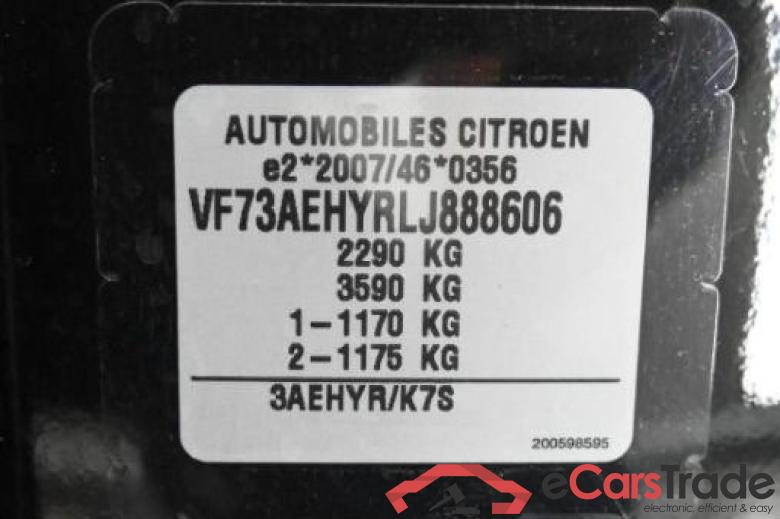 AUTOMOBILES CITROEN
e2*2007/46*0356
VF73AEHYRLJ888606
2290 KG
3590 KG
1-1170 KG
2-1175 KG
3AEHYR/K7S
200598595
eCarsTrade
electronic, efficient & easy